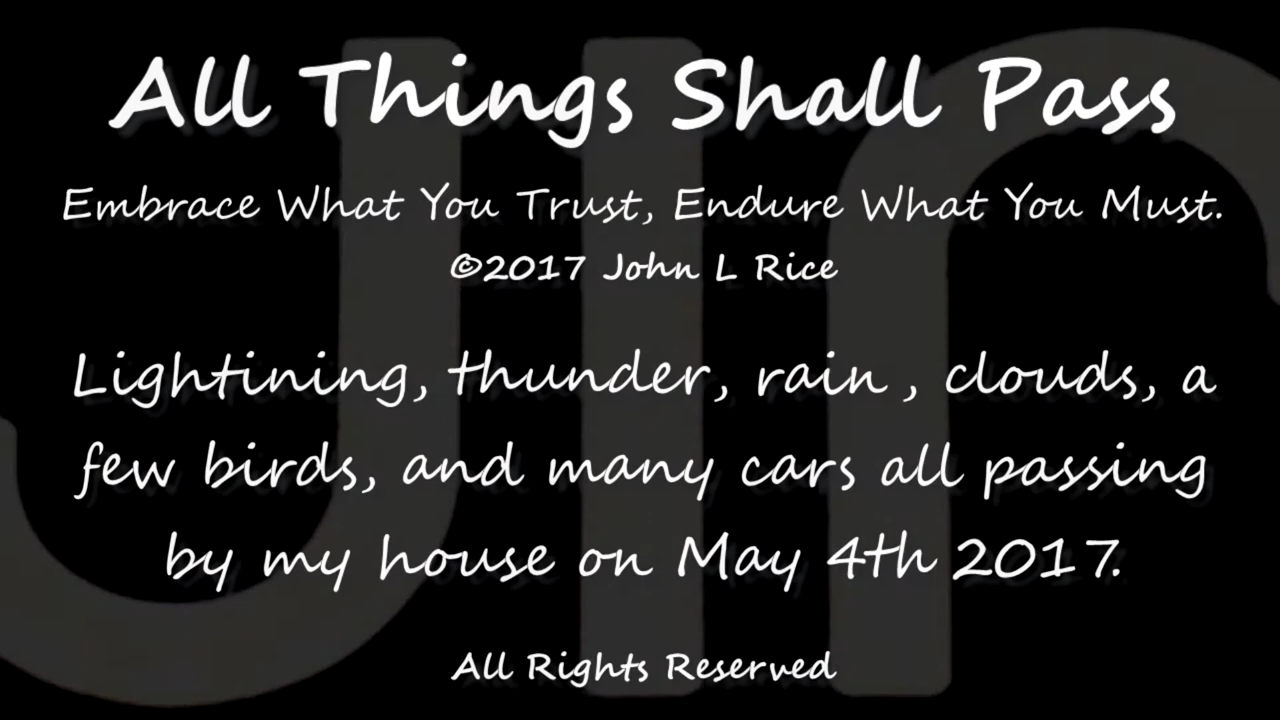 All Things Shall Pass
Embrace What You Trust, Endure What You Must.
©2017 John L Rice
Lightining, thunder, rain , clouds, a
few birds, and many cars all passing
by my house on May 4th 2017.
All Rights Reserved
jlr